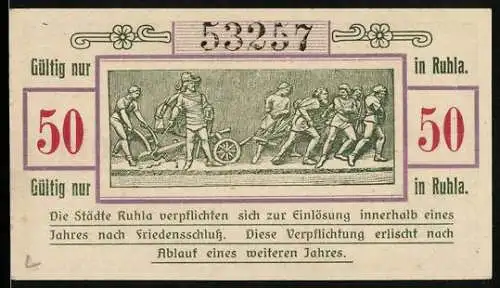 53257
Gültig nur in Ruhla.
50 50
Gültig nur in Ruhla.
Die Städte Ruhla verpflichten sich zur Einlösung innerhalb eines
Jahres nach Friedensschluß. Diese Verpflichtung erlischt nach
Ablauf eines weiteren Jahres.